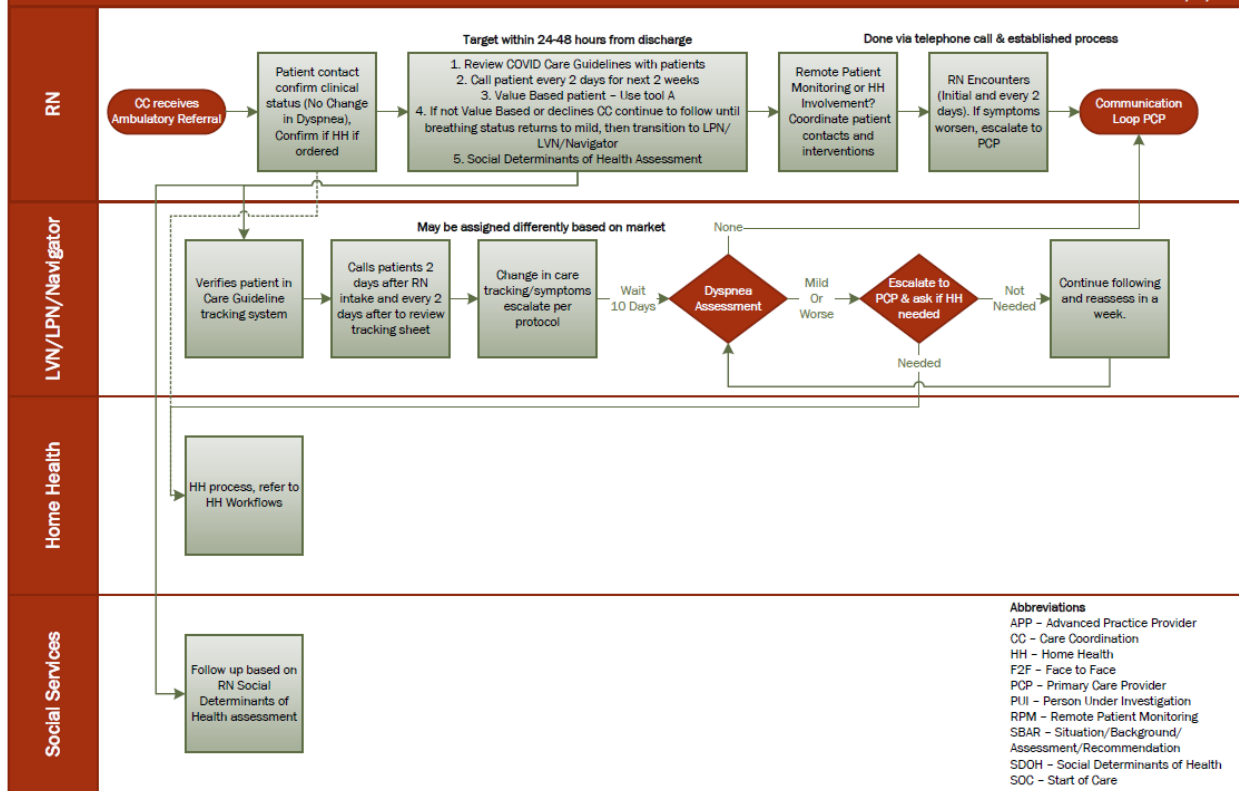 RN
Target within 24-48 hours from discharge
Done via telephone call & established process
CC receives
Ambulatory Referral
Patient contact
confirm clinical
status (No Change
in Dyspnea),
Confirm if HH if
ordered
1. Review COVID Care Guidelines with patients
2. Call patient every 2 days for next 2 weeks
3. Value Based patient – Use tool A
4. If not Value Based or declines CC continue to follow until
breathing status returns to mild, then transition to LPN/
LVN/Navigator
5. Social Determinants of Health Assessment
Remote Patient
Monitoring or HH
Involvement?
Coordinate patient
contacts and
interventions
RN Encounters
(Initial and every 2
days). If symptoms
worsen, escalate to
PCP
Communication
Loop PCP
LVN/LPN/Navigator
May be assigned differently based on market
Verifies patient in
Care Guideline
tracking system
Calls patients 2
days after RN
intake and every 2
days after to review
tracking sheet
Change in care
tracking/symptoms
escalate per
protocol
Wait
10 Days
None
Dyspnea
Assessment
Mild
Or
Worse
Escalate to
PCP & ask if HH
needed
Not
Needed
Needed
Continue following
and reassess in a
week.
Home Health
HH process, refer to
HH Workflows
Social Services
Follow up based on
RN Social
Determinants of
Health assessment
Abbreviations
APP – Advanced Practice Provider
CC – Care Coordination
HH – Home Health
F2F – Face to Face
PCP – Primary Care Provider
PUI – Person Under Investigation
RPM – Remote Patient Monitoring
SBAR – Situation/Background/
Assessment/Recommendation
SDOH – Social Determinants of Health
SOC – Start of Care